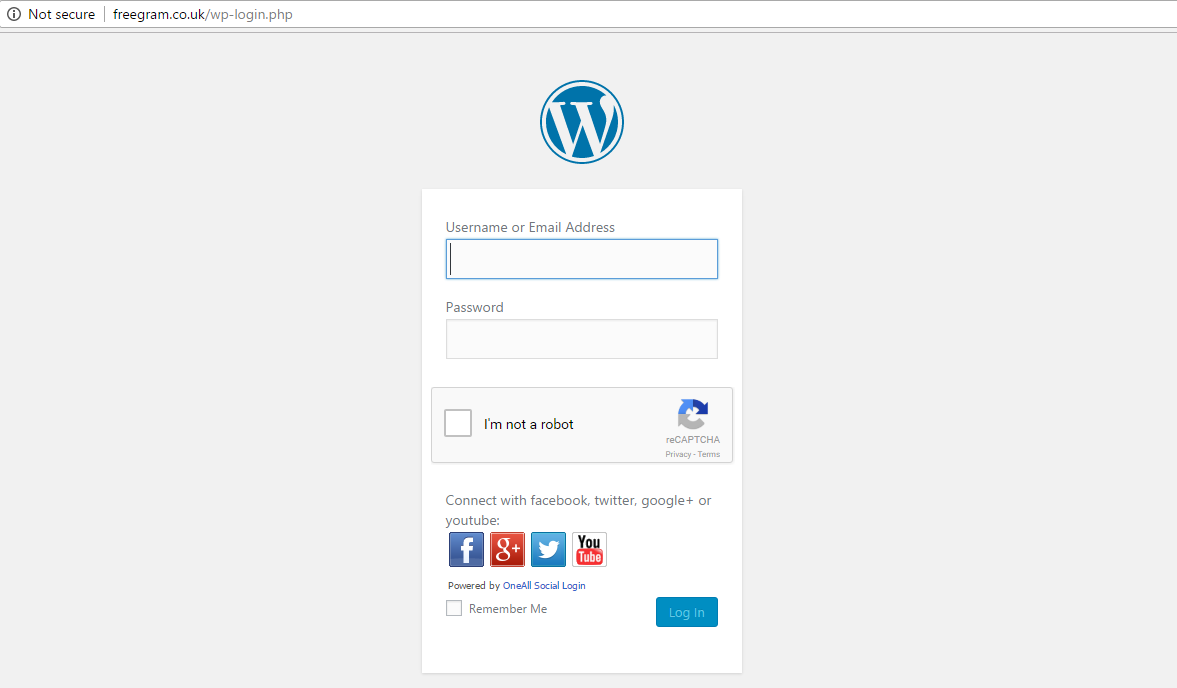 Not secure freegram.co.uk/wp-login.php
W
Username or Email Address
Password
I'm not a robot
reCAPTCHA
Privacy - Terms
Connect with facebook, twitter, google+ or
youtube:
f g+ You Tube
Powered by OneAll Social Login
Remember Me Log In